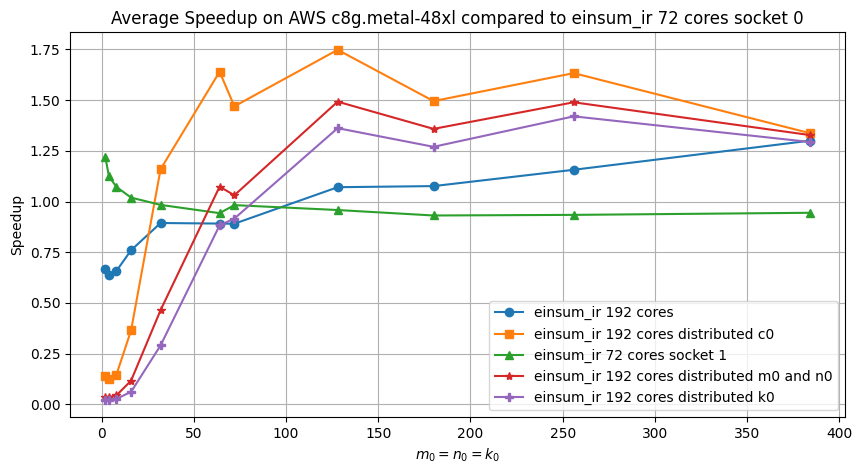 Average Speedup on AWS c8g.metal-48xl compared to einsum_ir 72 cores socket 0
Speedup
1.75
1.50
1.25
1.00
0.75
0.50
0.25
0.00
einsum_ir 192 cores
einsum_ir 192 cores distributed c0
einsum_ir 72 cores socket 1
einsum_ir 192 cores distributed m0 and n0
einsum_ir 192 cores distributed k0
0 50 100 150 200 250 300 350 400
m₀ = n₀ = k₀